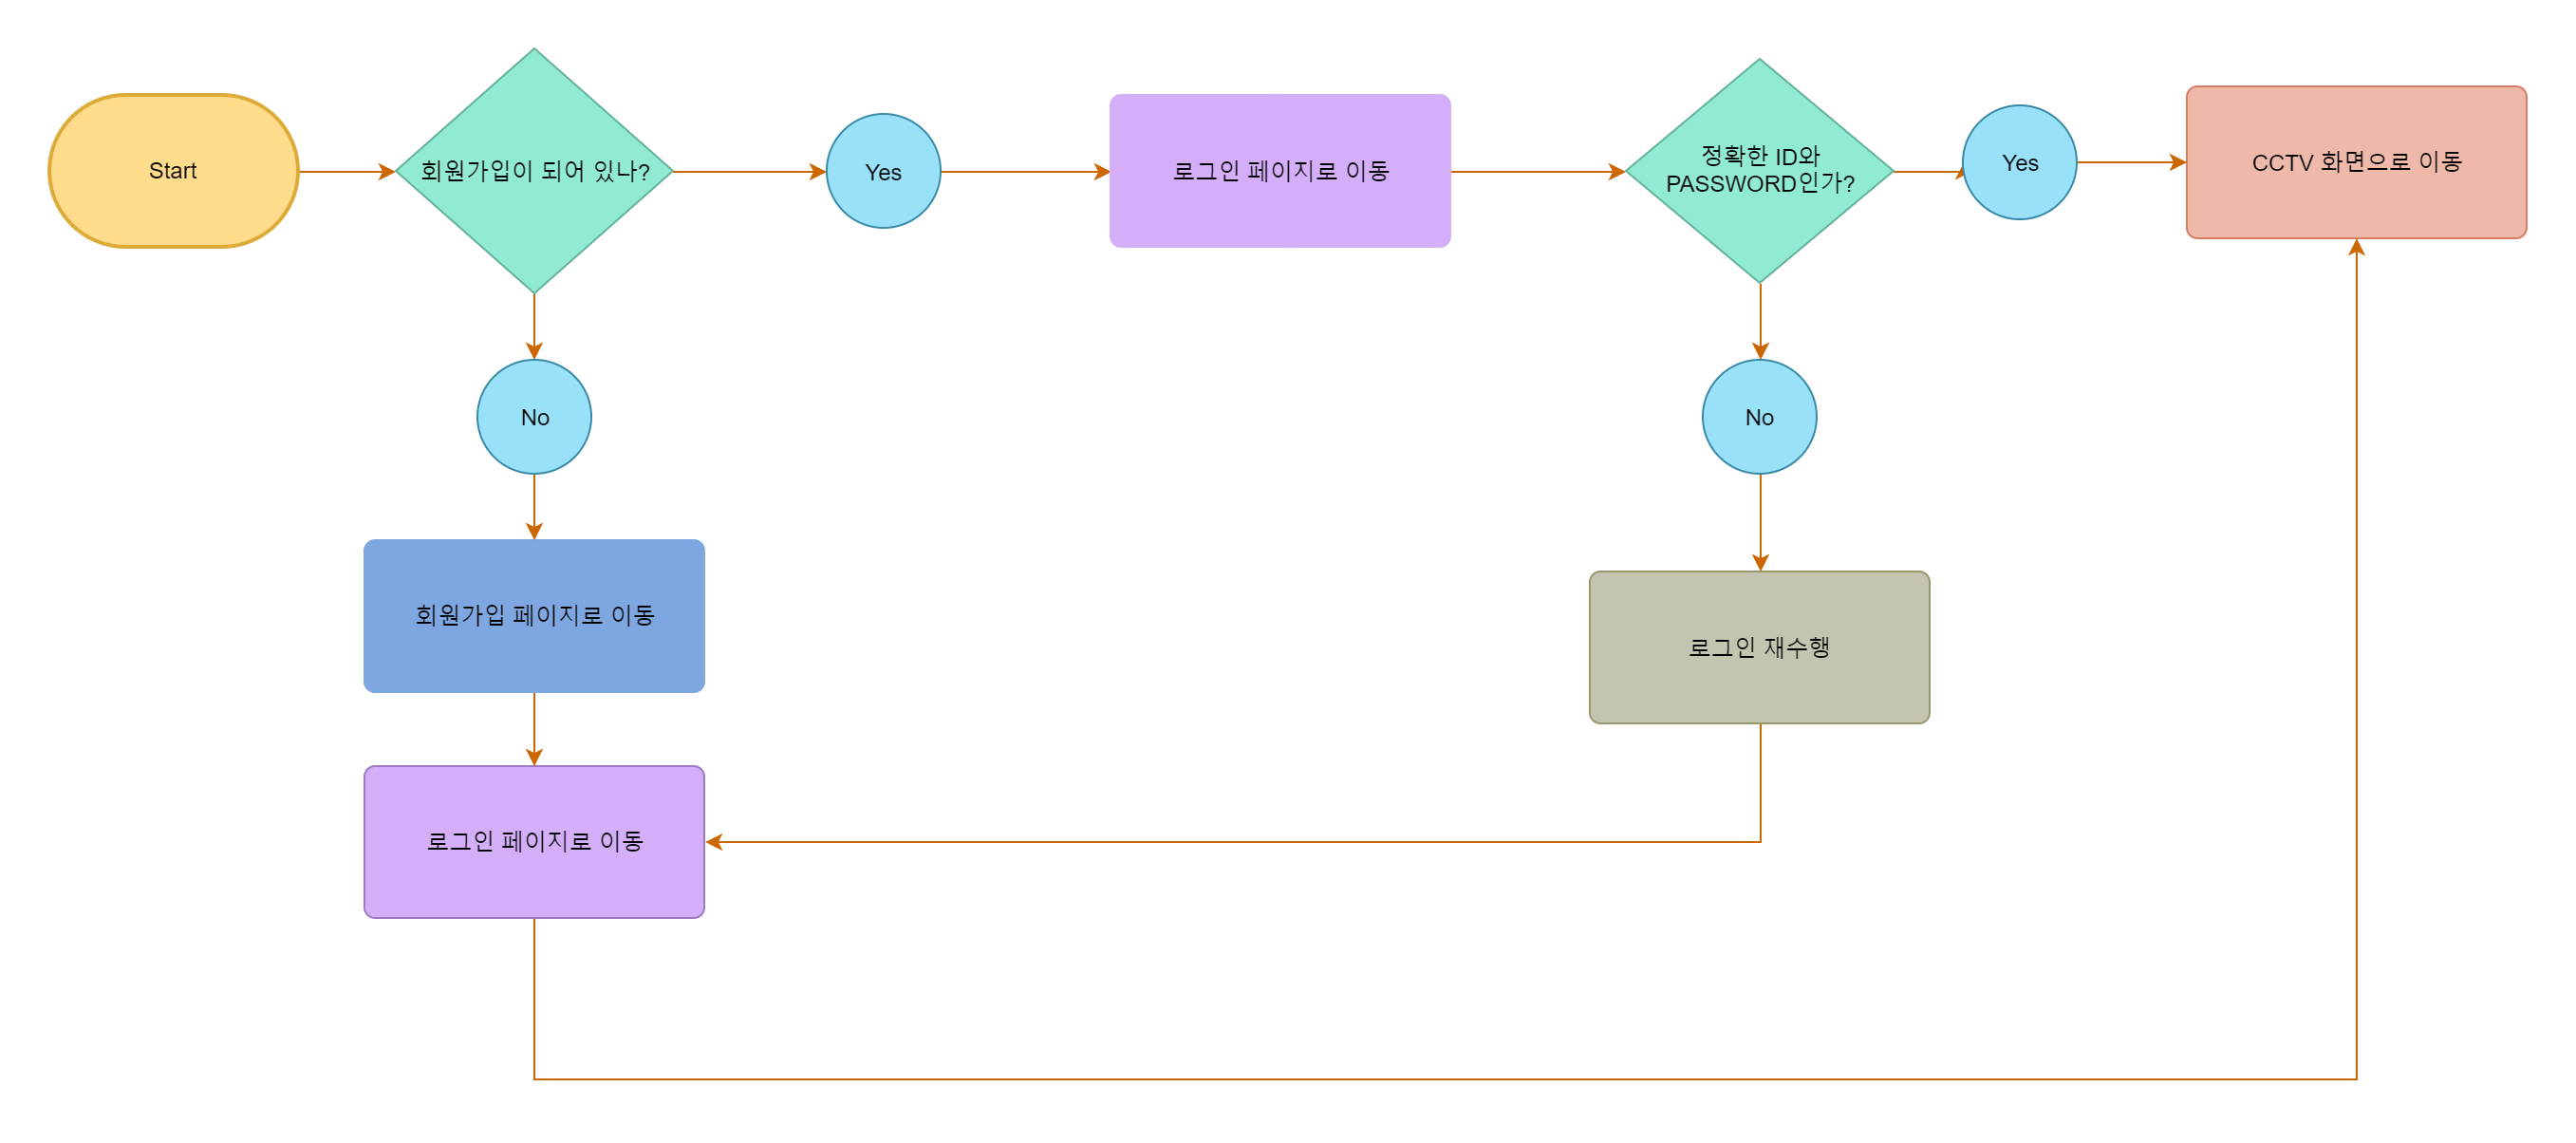 Start
회원가입이 되어 있나?
Yes
로그인 페이지로 이동
정확한 ID와
PASSWORD인가?
Yes
CCTV 화면으로 이동
No
No
회원가입 페이지로 이동
로그인 재수행
로그인 페이지로 이동